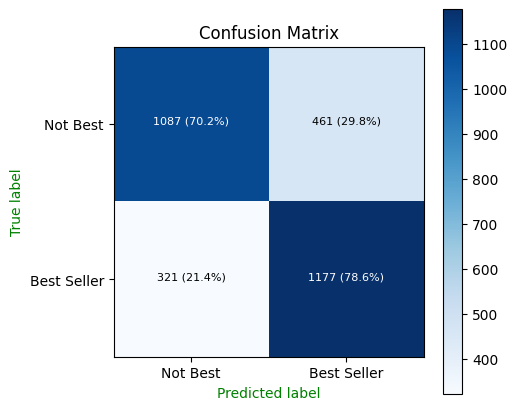 Confusion Matrix
True label
Not Best
1087 (70.2%)
461 (29.8%)
Best Seller
321 (21.4%)
1177 (78.6%)
Not Best
Best Seller
Predicted label
1100
1000
900
800
700
600
500
400